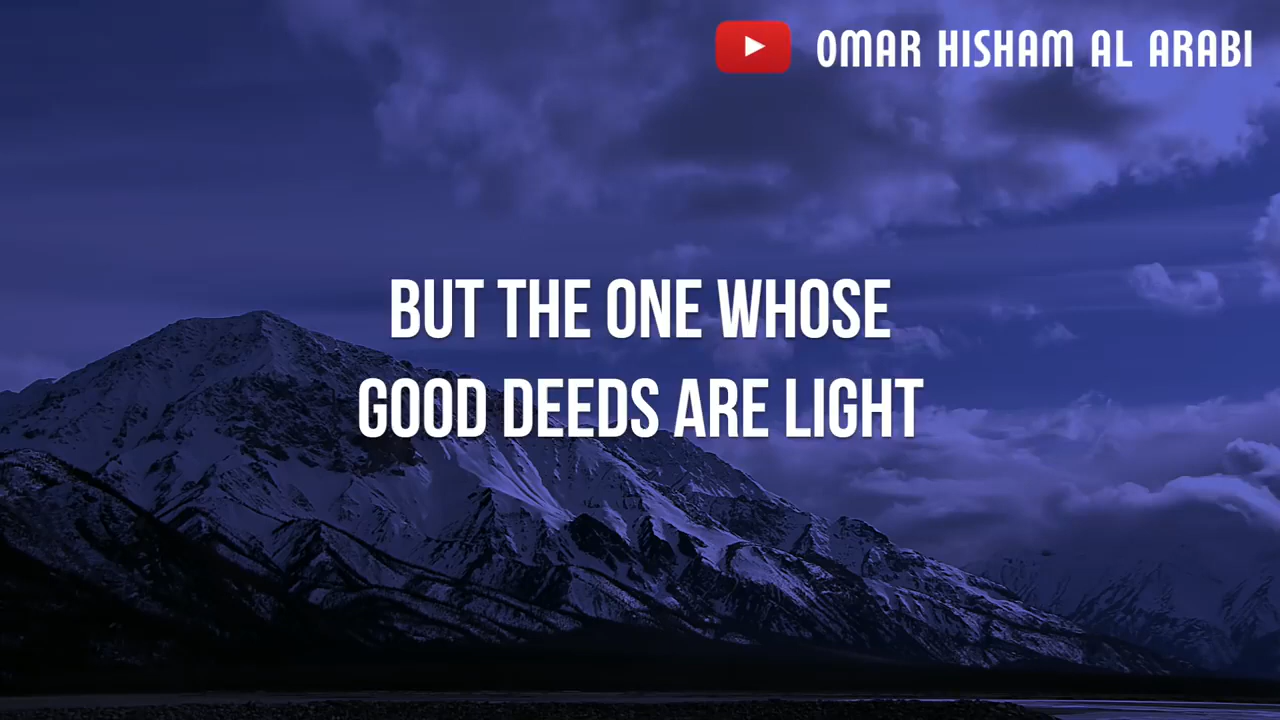 OMAR HISHAM AL ARABI
BUT THE ONE WHOSE
GOOD DEEDS ARE LIGHT